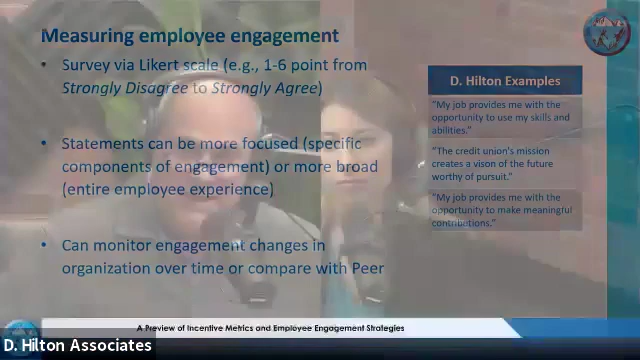 Measuring employee engagement
• Survey via Likert scale (e.g., 1-6 point from
Strongly Disagree to Strongly Agree)
• Statements can be more focused (specific
components of engagement) or more broad
(entire employee experience)
• Can monitor engagement changes in
organization over time or compare with Peer
D. Hilton Examples
"My job provides me with the
opportunity to use my skills and
abilities."
"The credit union's mission
creates a vison of the future
worthy of pursuit."
"My job provides me with the
opportunity to make meaningful
contributions."
A Preview of Incentive Metrics and Employee Engagement Strategies
D. Hilton Associates